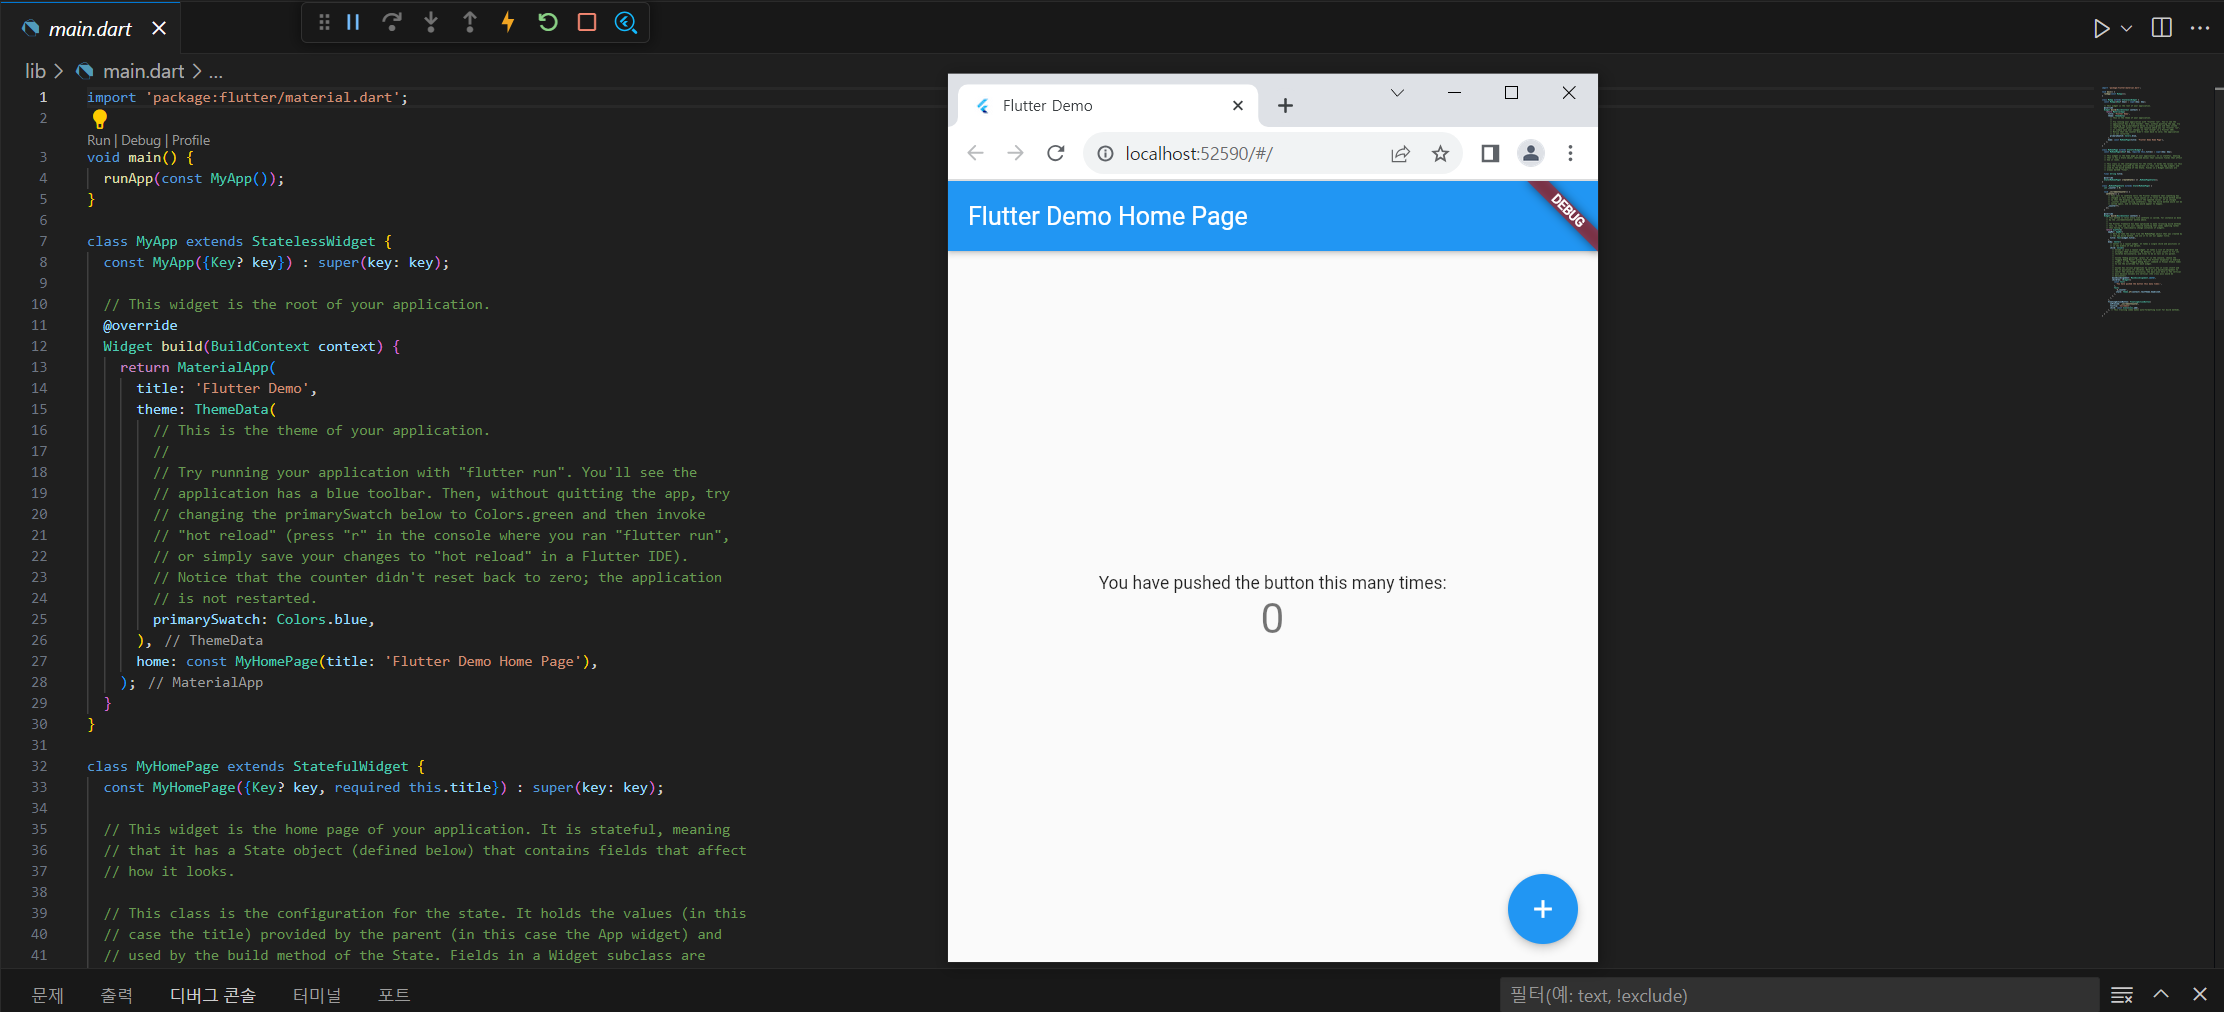 main.dart
lib > main.dart > ...
1 import 'package:flutter/material.dart';
2
Run | Debug | Profile
3 void main() {
4 runApp(const MyApp());
5 }
6
7 class MyApp extends StatelessWidget {
8 const MyApp({Key? key}) : super(key: key);
9
10 // This widget is the root of your application.
11 @override
12 Widget build(BuildContext context) {
13 return MaterialApp(
14 title: 'Flutter Demo',
15 theme: ThemeData(
16 // This is the theme of your application.
17 //
18 // Try running your application with "flutter run". You'll see the
19 // application has a blue toolbar. Then, without quitting the app, try
20 // changing the primarySwatch below to Colors.green and then invoke
21 // "hot reload" (press "r" in the console where you ran "flutter run",
22 // or simply save your changes to "hot reload" in a Flutter IDE).
23 // Notice that the counter didn't reset back to zero; the application
24 // is not restarted.
25 primarySwatch: Colors.blue,
26 ), // ThemeData
27 home: const MyHomePage(title: 'Flutter Demo Home Page'),
28 ); // MaterialApp
29 }
30 }
31
32 class MyHomePage extends StatefulWidget {
33 const MyHomePage({Key? key, required this.title}) : super(key: key);
34
35 // This widget is the home page of your application. It is stateful, meaning
36 // that it has a State object (defined below) that contains fields that affect
37 // how it looks.
38
39 // This class is the configuration for the state. It holds the values (in this
40 // case the title) provided by the parent (in this case the App widget) and
41 // used by the build method of the State. Fields in a Widget subclass are
Flutter Demo
localhost:52590/#/
Flutter Demo Home Page
DEBUG
You have pushed the button this many times:
0
+
문제 출력 디버그 콘솔 터미널 포트
필터(예: text, !exclude)